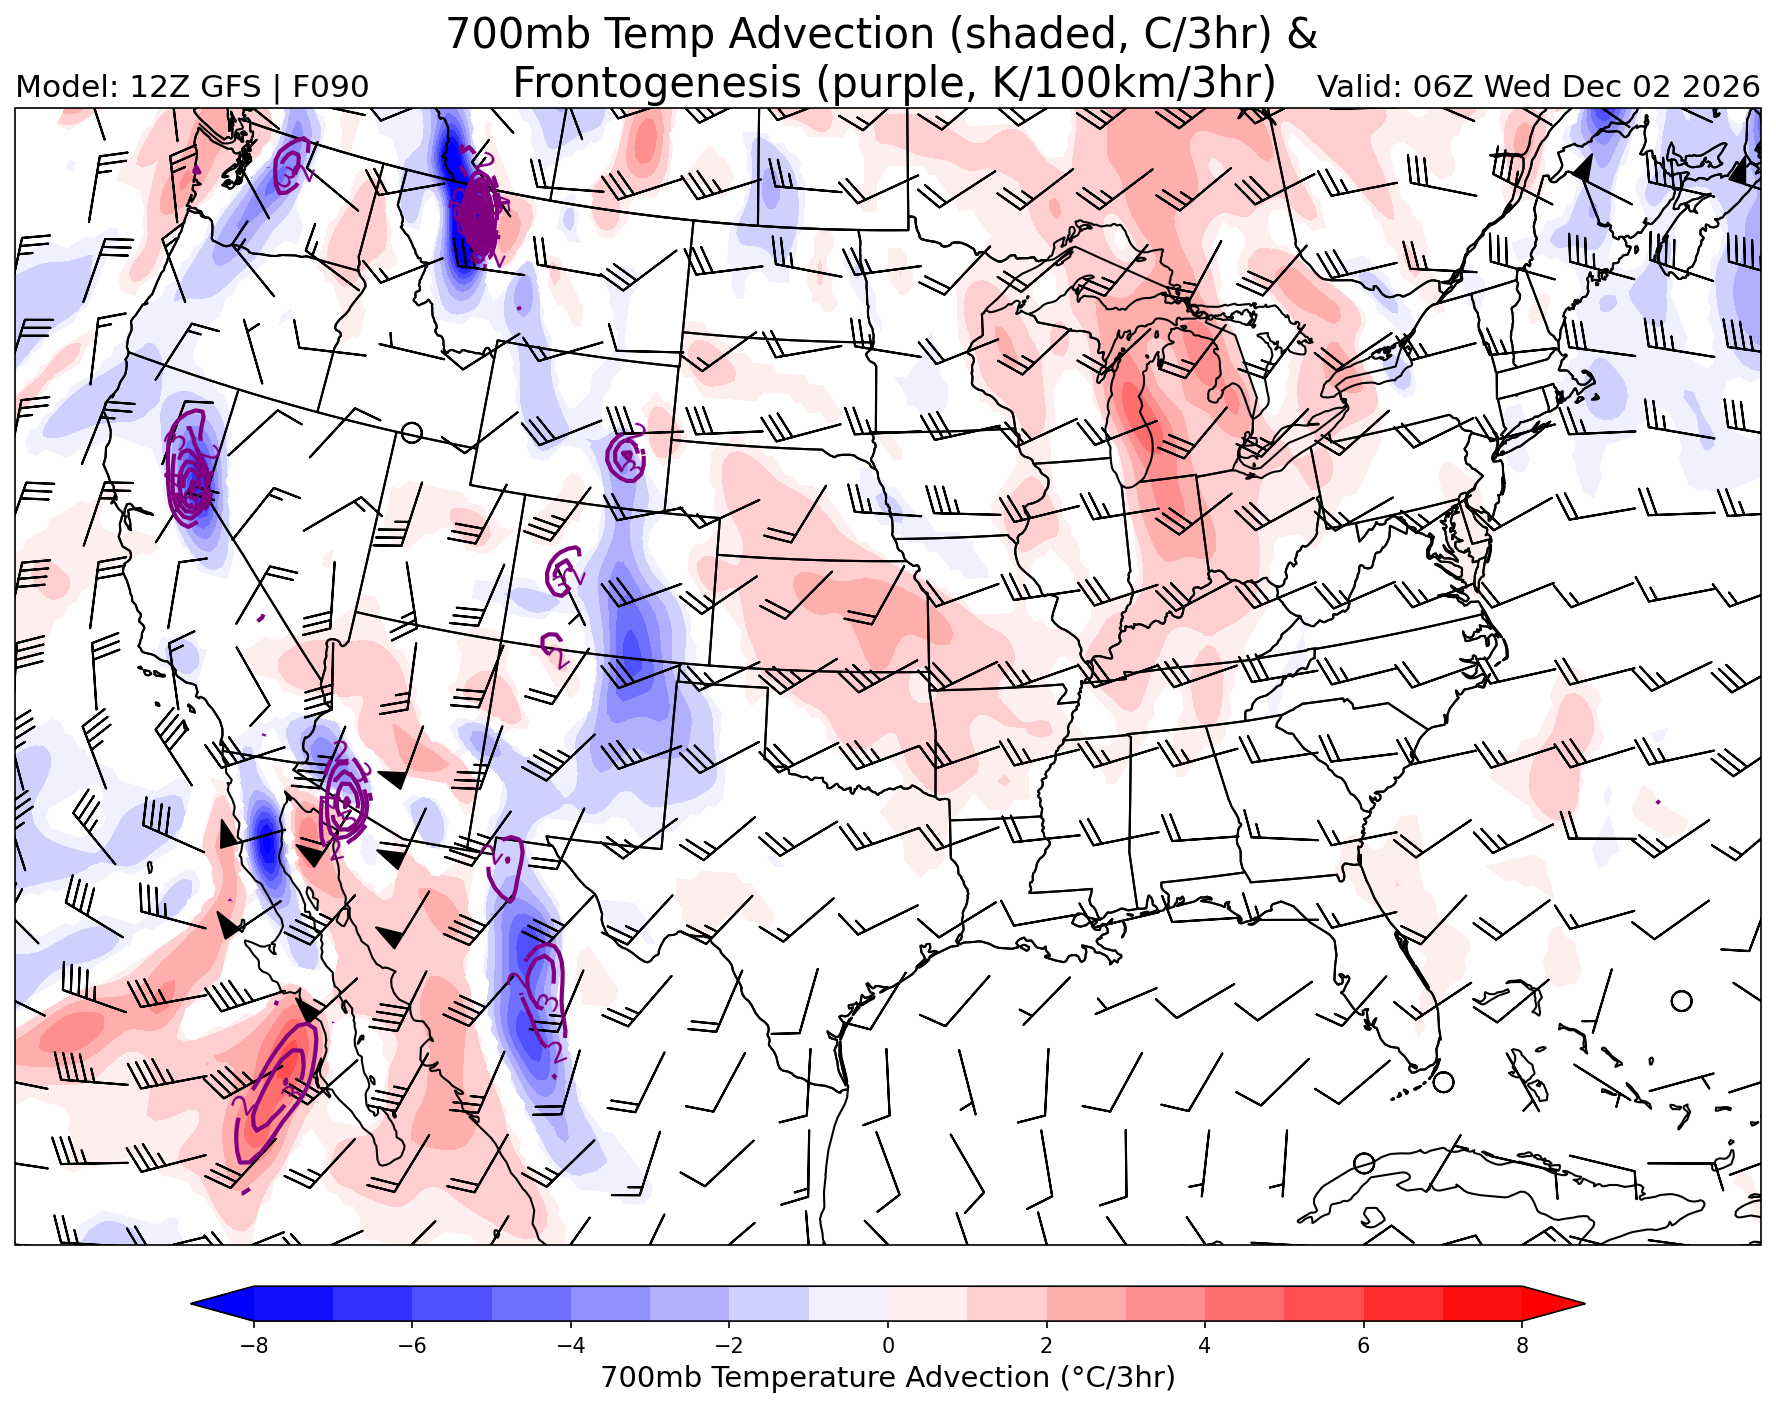 700mb Temp Advection (shaded, C/3hr) &
Frontogenesis (purple, K/100km/3hr)
Model: 12Z GFS | F090
Valid: 06Z Wed Dec 02 2026
−8 −6 −4 −2 0 2 4 6 8
700mb Temperature Advection (°C/3hr)